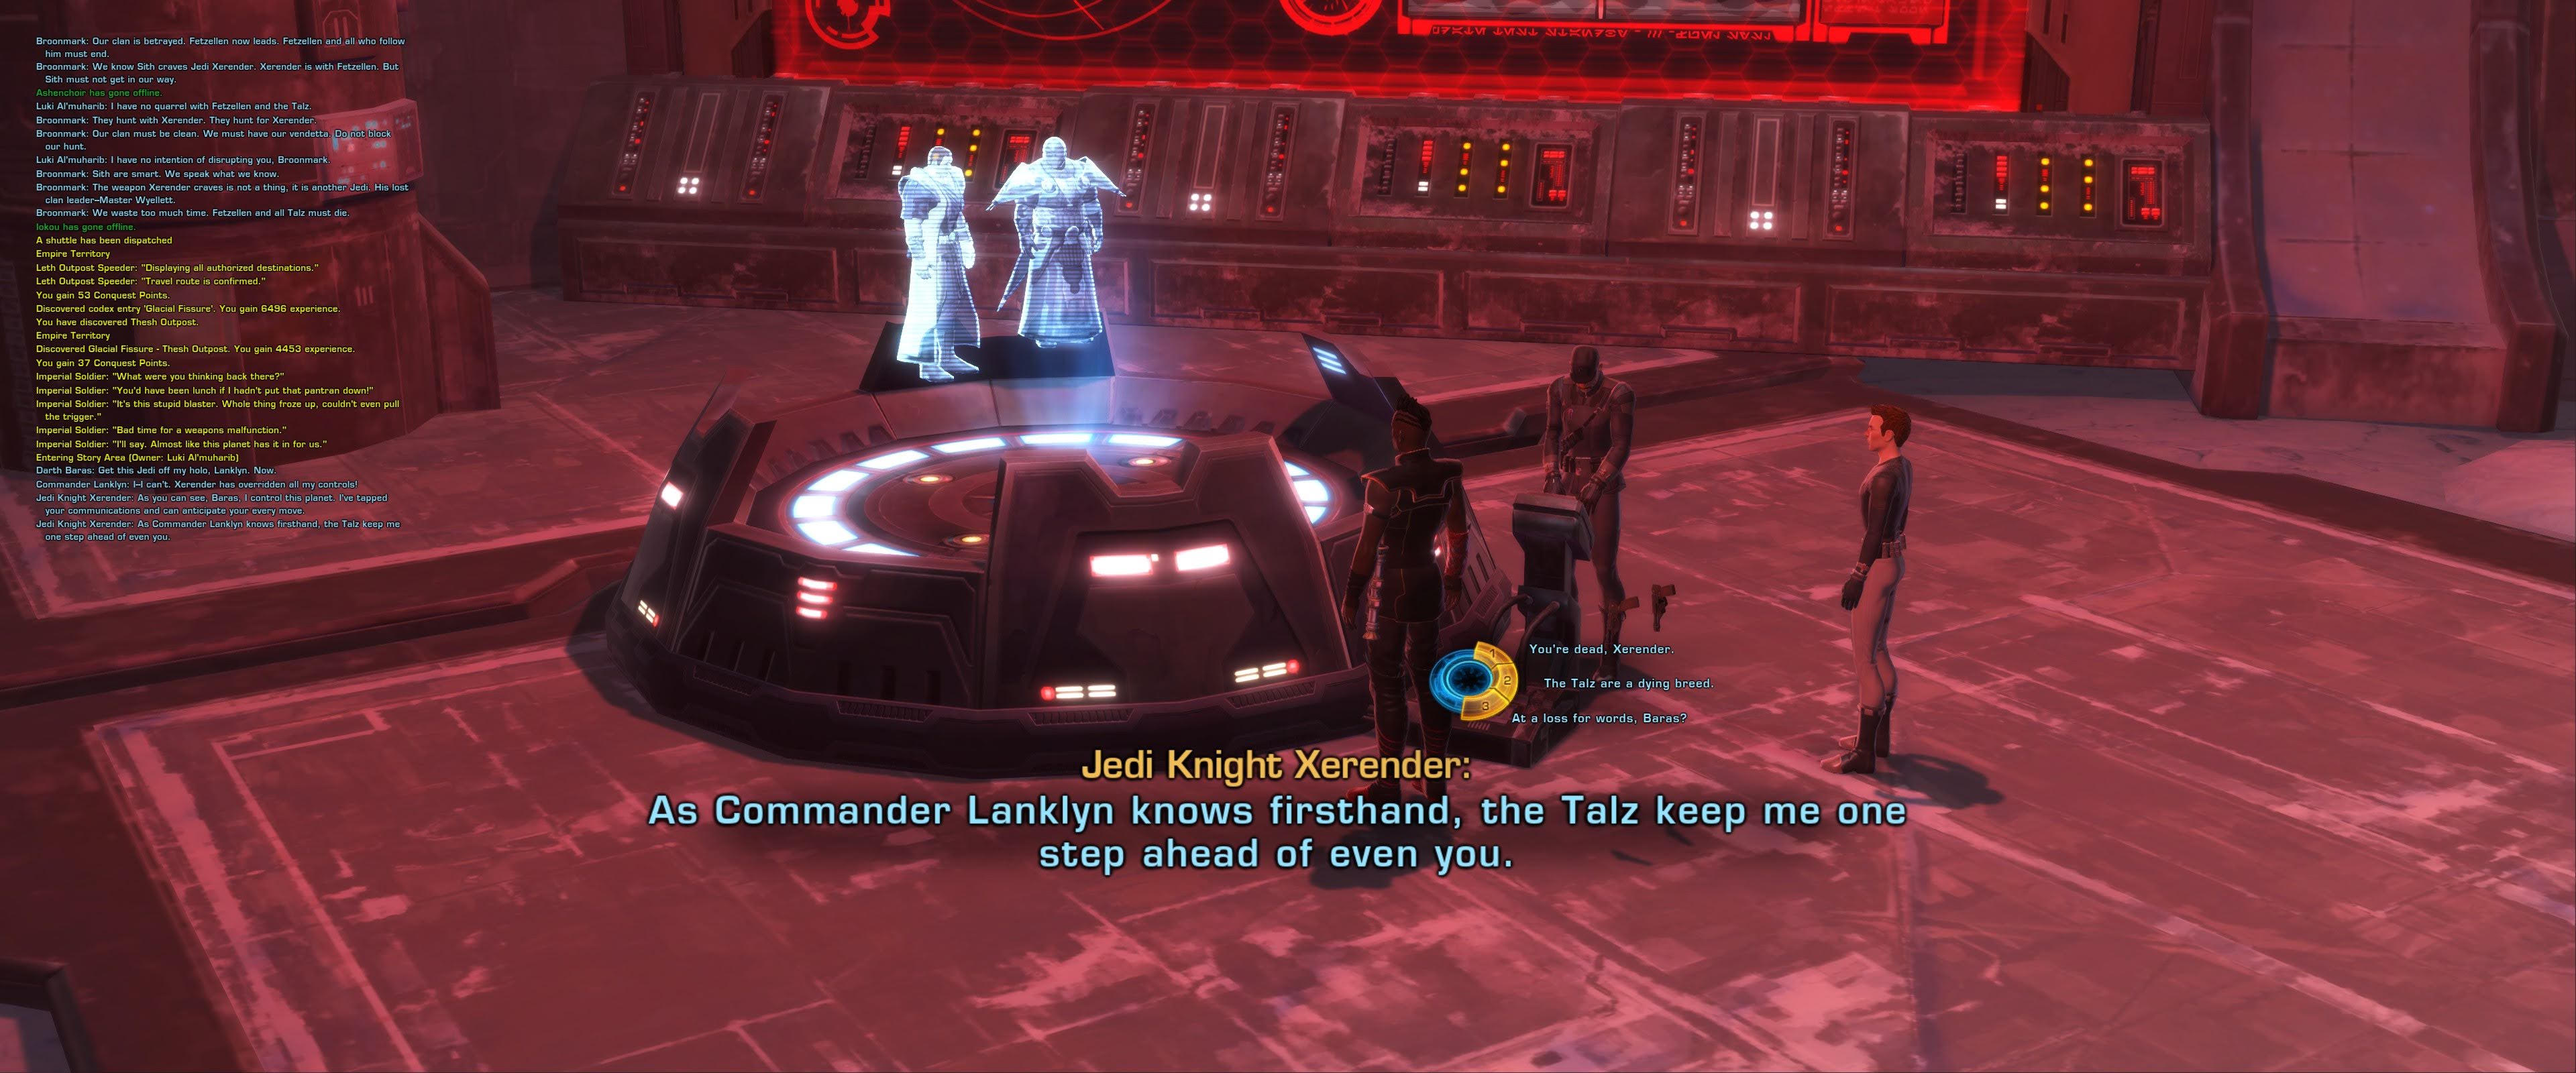 Broonmark: Our clan is betrayed. Fetzellen now leads. Fetzellen and all who follow
him must end.
Broonmark: We know Sith craves Jedi Xerender. Xerender is with Fetzellen. But
Sith must not get in our way.
Ashenchoir has gone offline.
Luki Al'muharib: I have no quarrel with Fetzellen and the Talz.
Broonmark: They hunt with Xerender. They hunt for Xerender.
Broonmark: Our clan must be clean. We must have our vendetta. Do not block
our hunt.
Luki Al'muharib: I have no intention of disrupting you, Broonmark.
Broonmark: Sith are smart. We speak what we know.
Broonmark: The weapon Xerender craves is not a thing, it is another Jedi. His lost
clan leader—Master Wyellett.
Broonmark: We waste too much time. Fetzellen and all Talz must die.
Iokou has gone offline.
A shuttle has been dispatched
Empire Territory
Leth Outpost Speeder: "Displaying all authorized destinations."
Leth Outpost Speeder: "Travel route is confirmed."
You gain 53 Conquest Points.
Discovered codex entry 'Glacial Fissure'. You gain 6496 experience.
You have discovered Thesh Outpost.
Empire Territory
Discovered Glacial Fissure - Thesh Outpost. You gain 4453 experience.
You gain 37 Conquest Points.
Imperial Soldier: "What were you thinking back there?"
Imperial Soldier: "You'd have been lunch if I hadn't put that pantran down!"
Imperial Soldier: "It's this stupid blaster. Whole thing froze up, couldn't even pull
the trigger."
Imperial Soldier: "Bad time for a weapons malfunction."
Imperial Soldier: "I'll say. Almost like this planet has it in for us."
Entering Story Area (Owner: Luki Al'muharib)
Darth Baras: Get this Jedi off my holo, Lanklyn. Now.
Commander Lanklyn: I—I can't. Xerender has overridden all my controls!
Jedi Knight Xerender: As you can see, Baras, I control this planet. I've tapped
your communications and can anticipate your every move.
Jedi Knight Xerender: As Commander Lanklyn knows firsthand, the Talz keep me
one step ahead of even you.
1 You're dead, Xerender.
2 The Talz are a dying breed.
3 At a loss for words, Baras?
Jedi Knight Xerender:
As Commander Lanklyn knows firsthand, the Talz keep me one
step ahead of even you.